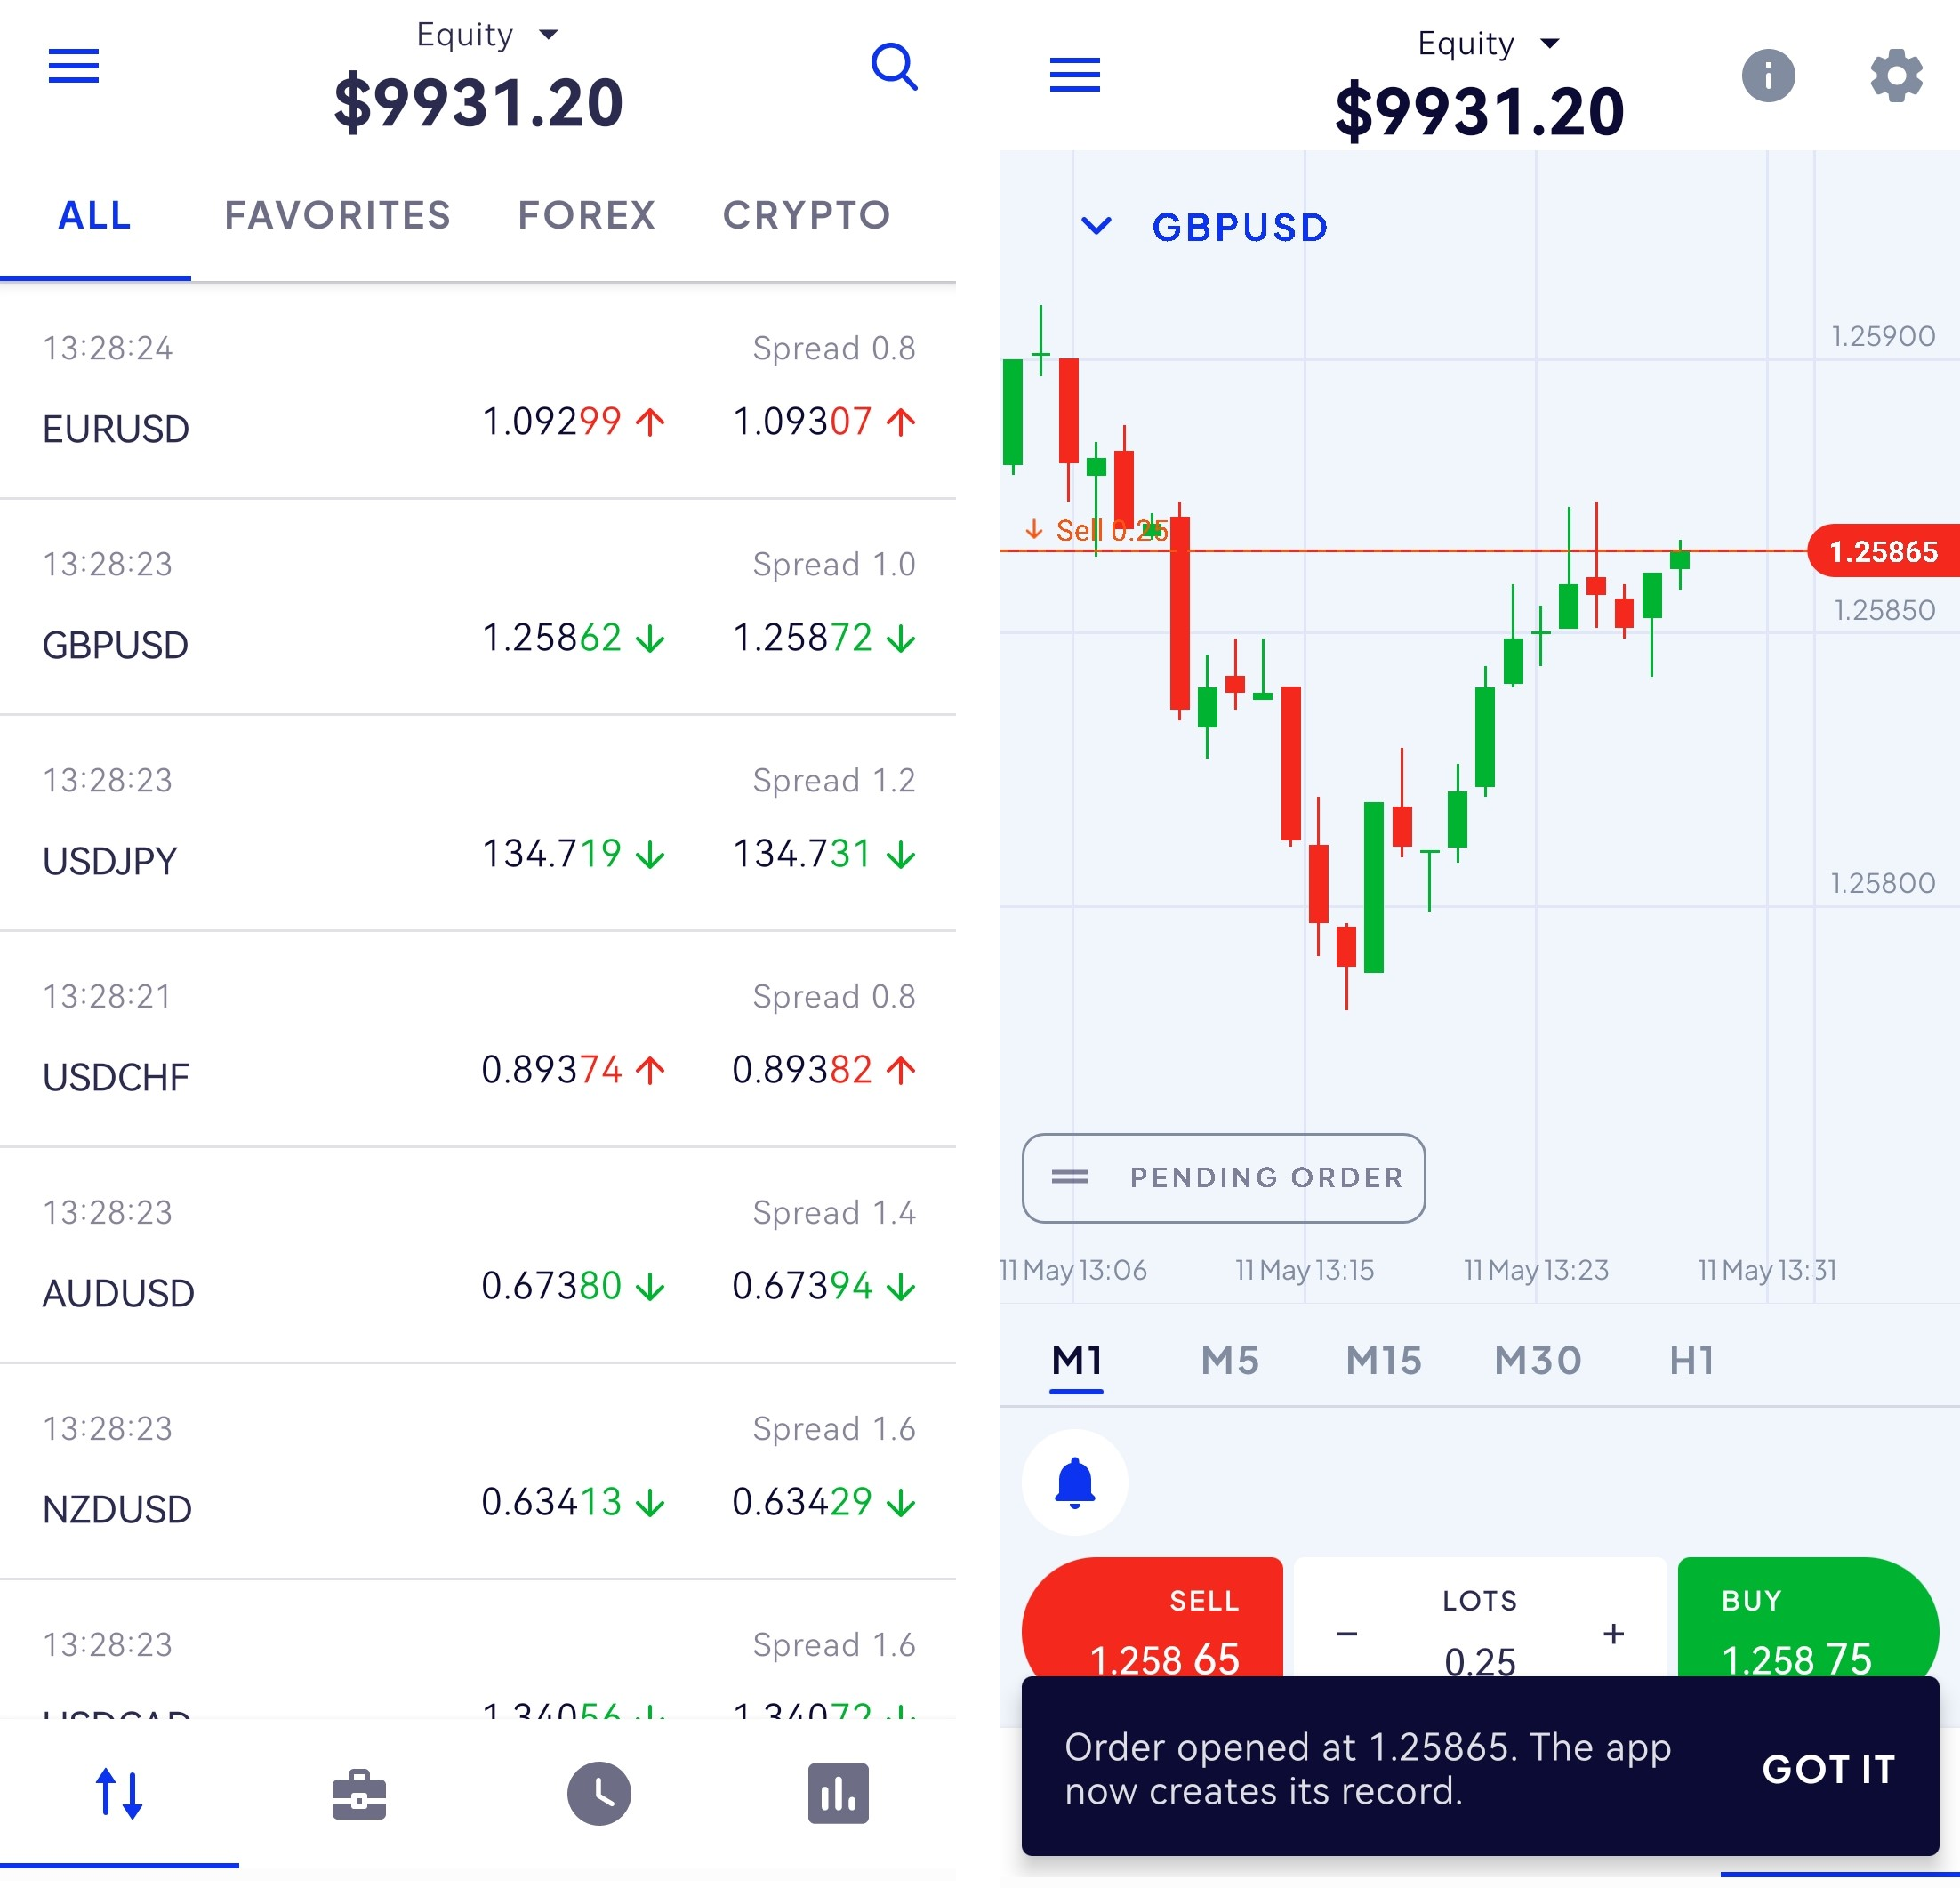 Equity
$9931.20
ALL FAVORITES FOREX CRYPTO
13:28:24 Spread 0.8
EURUSD 1.09299 1.09307
13:28:23 Spread 1.0
GBPUSD 1.25862 1.25872
13:28:23 Spread 1.2
USDJPY 134.719 134.731
13:28:21 Spread 0.8
USDCHF 0.89374 0.89382
13:28:23 Spread 1.4
AUDUSD 0.67380 0.67394
13:28:23 Spread 1.6
NZDUSD 0.63413 0.63429
13:28:23 Spread 1.6
USDCAD 1.34056 1.34072
Equity
$9931.20
GBPUSD
1.25900
Sell 0.25
1.25865
1.25850
1.25800
PENDING ORDER
11 May 13:06 11 May 13:15 11 May 13:23 11 May 13:31
M1 M5 M15 M30 H1
SELL LOTS BUY
1.258 65 − 0.25 + 1.258 75
Order opened at 1.25865. The app
now creates its record.
GOT IT